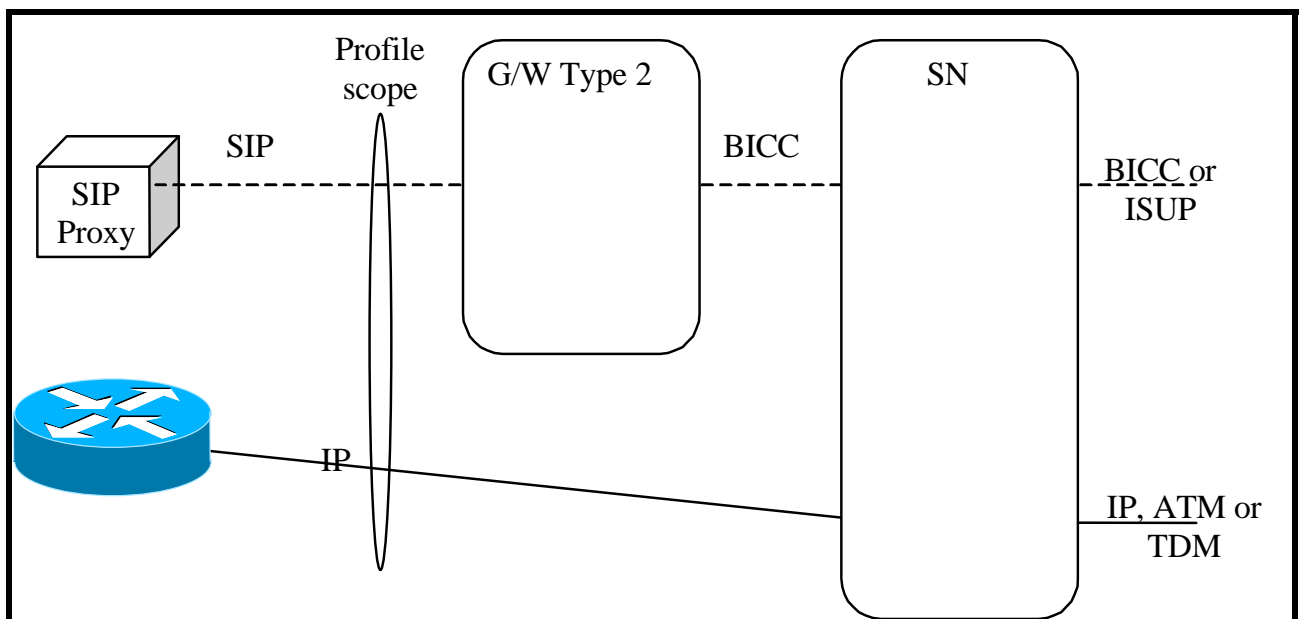 Profile
scope
G/W Type 2
SN
SIP
BICC
BICC or
ISUP
SIP
Proxy
IP
IP, ATM or
TDM